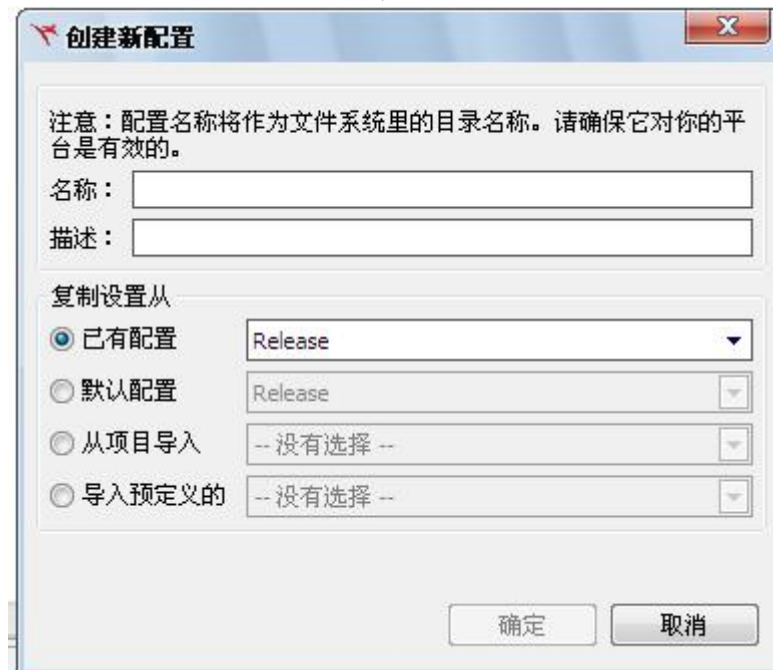 创建新配置
注意：配置名称将作为文件系统里的目录名称。请确保它对你的平
台是有效的。
名称：
描述：
复制设置从
已有配置 Release
默认配置 Release
从项目导入 -- 没有选择 --
导入预定义的 -- 没有选择 --
确定 取消